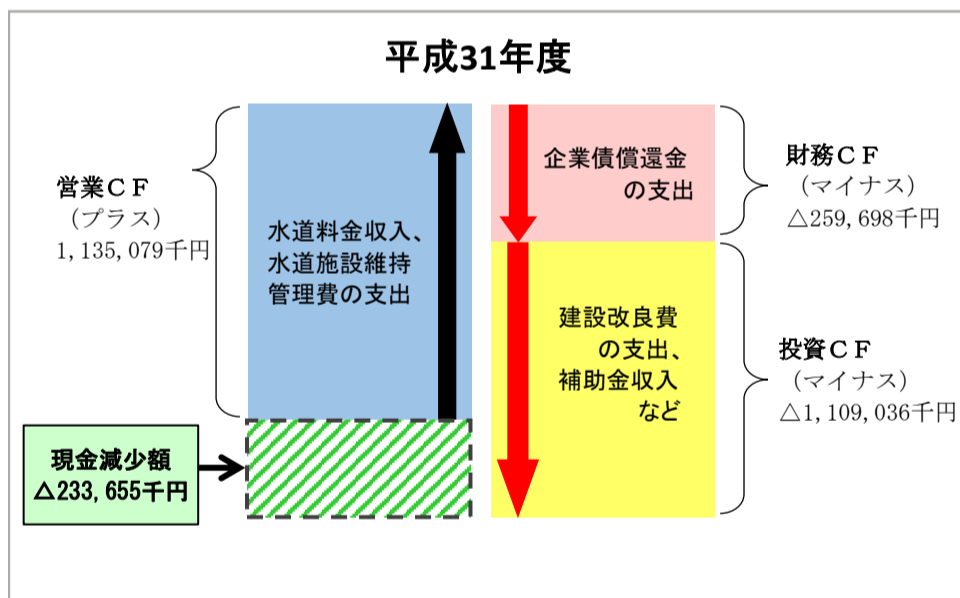 平成31年度
営業ＣＦ
（プラス）
1,135,079千円
水道料金収入、
水道施設維持
管理費の支出
企業債償還金
の支出
財務ＣＦ
（マイナス）
△259,698千円
建設改良費
の支出、
補助金収入
など
投資ＣＦ
（マイナス）
△1,109,036千円
現金減少額
△233,655千円